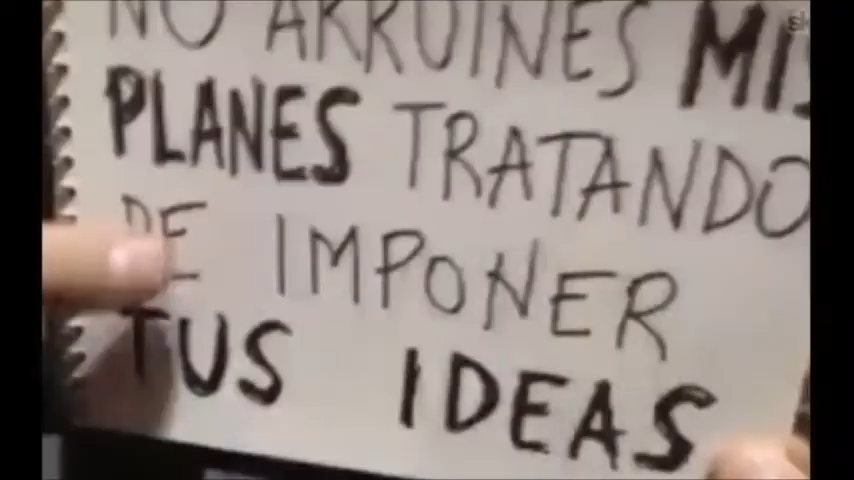 NO ARRUINES MIS
PLANES TRATANDO
DE IMPONER
TUS IDEAS